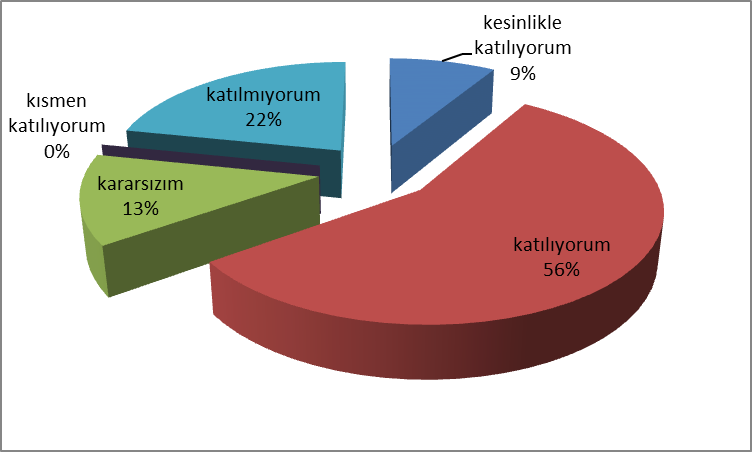 kesinlikle
katılıyorum
9%
katılıyorum
56%
kararsızım
13%
kısmen
katılıyorum
0%
katılmıyorum
22%